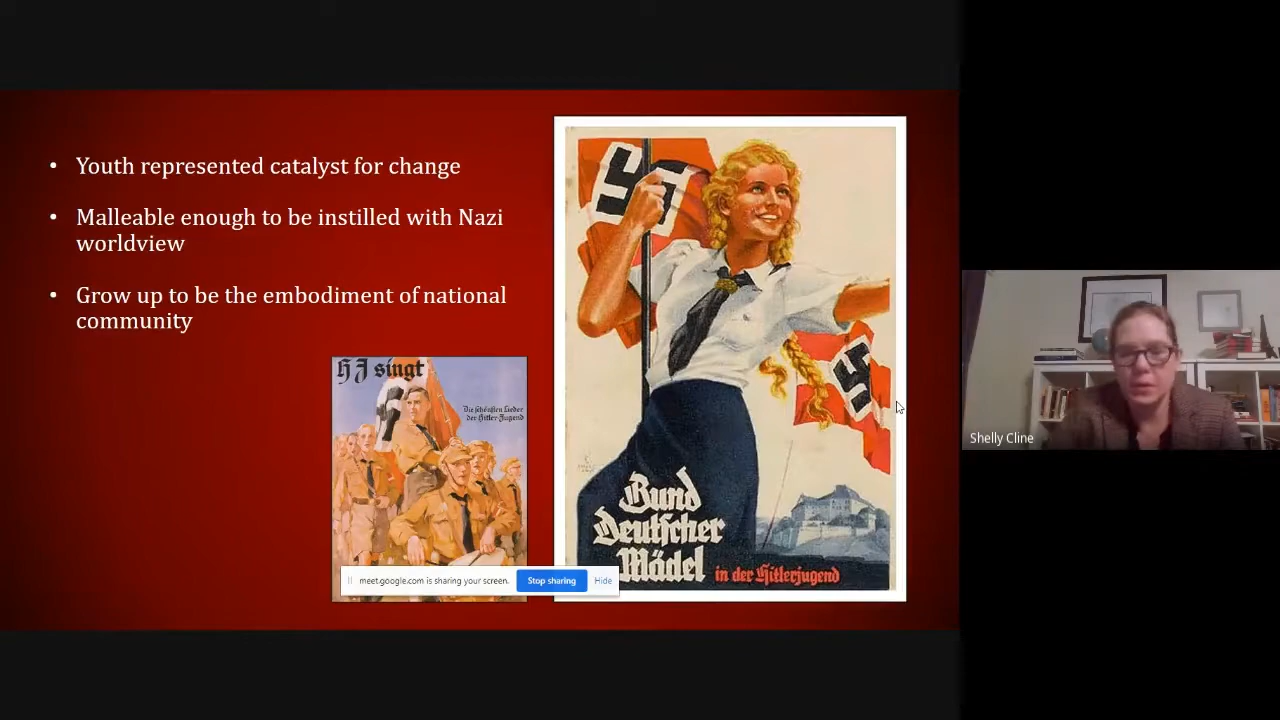 • Youth represented catalyst for change
• Malleable enough to be instilled with Nazi
worldview
• Grow up to be the embodiment of national
community
HJ singt
Die schönsten Lieder
der Hitler-Jugend
Bund
Deutscher
Mädel in der Hitlerjugend
meet.google.com is sharing your screen.
Stop sharing
Hide
Shelly Cline